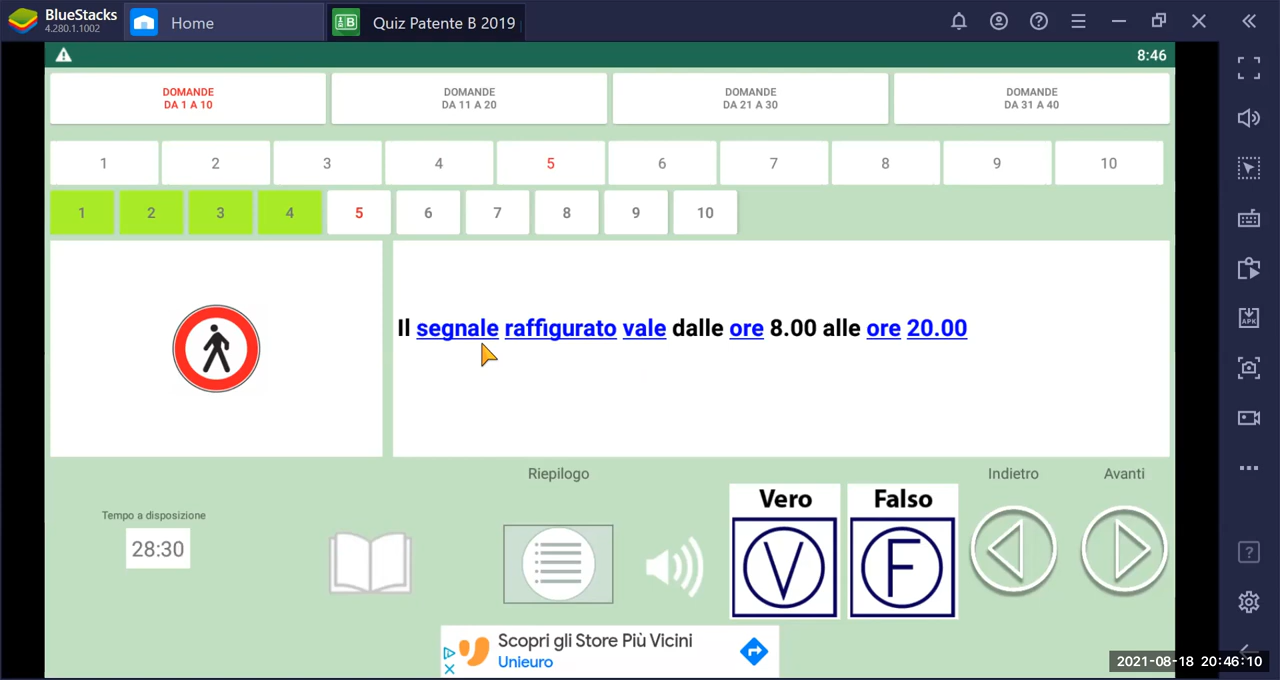 BlueStacks
4.280.1.1002
Home
Quiz Patente B 2019
8:46
DOMANDE
DA 1 A 10
DOMANDE
DA 11 A 20
DOMANDE
DA 21 A 30
DOMANDE
DA 31 A 40
1 2 3 4 5 6 7 8 9 10
1 2 3 4 5 6 7 8 9 10
Il segnale raffigurato vale dalle ore 8.00 alle ore 20.00
Riepilogo
Indietro
Avanti
Vero
Falso
V
F
Tempo a disposizione
28:30
Scopri gli Store Più Vicini
Unieuro
2021-08-18 20:46:10